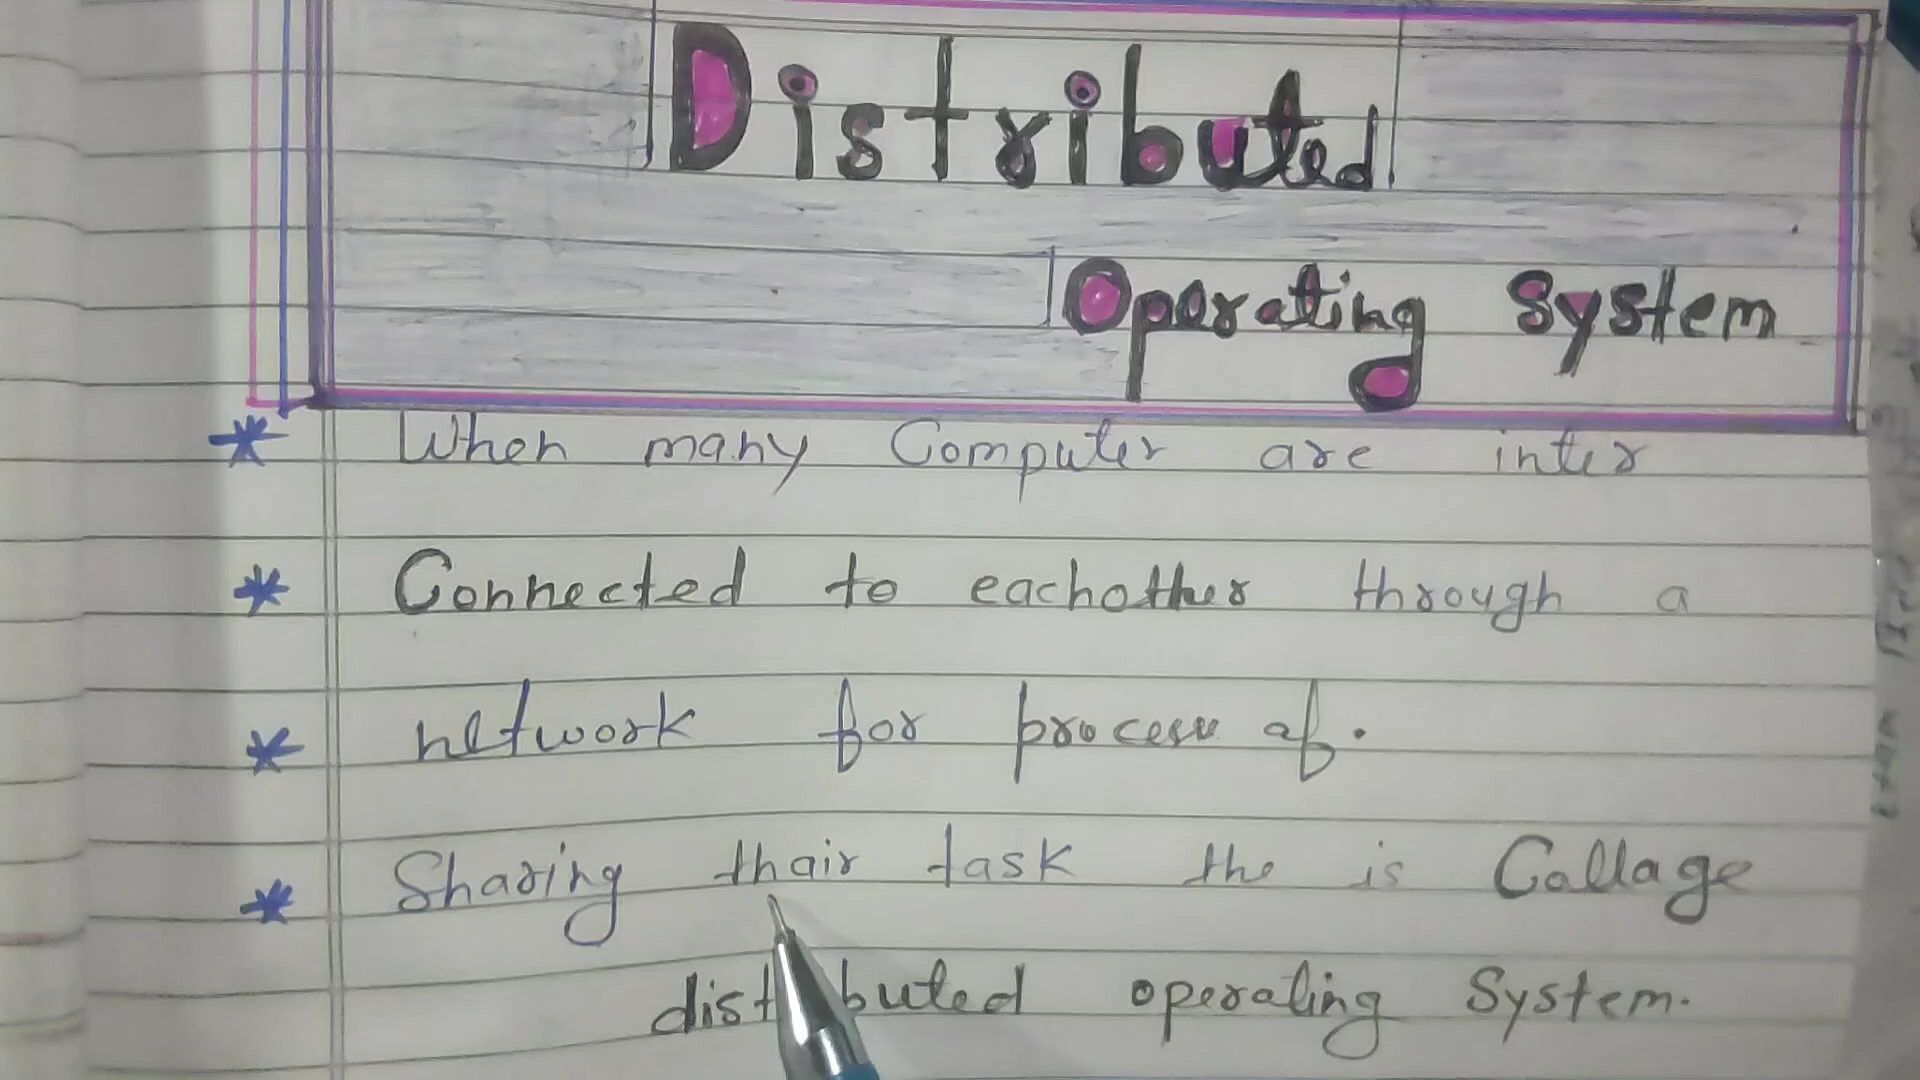 Distributed
Operating System
* When many Computer are inter
* Connected to eachother through a
* network for process of.
* Sharing thair task the is Callage
distributed operating System.